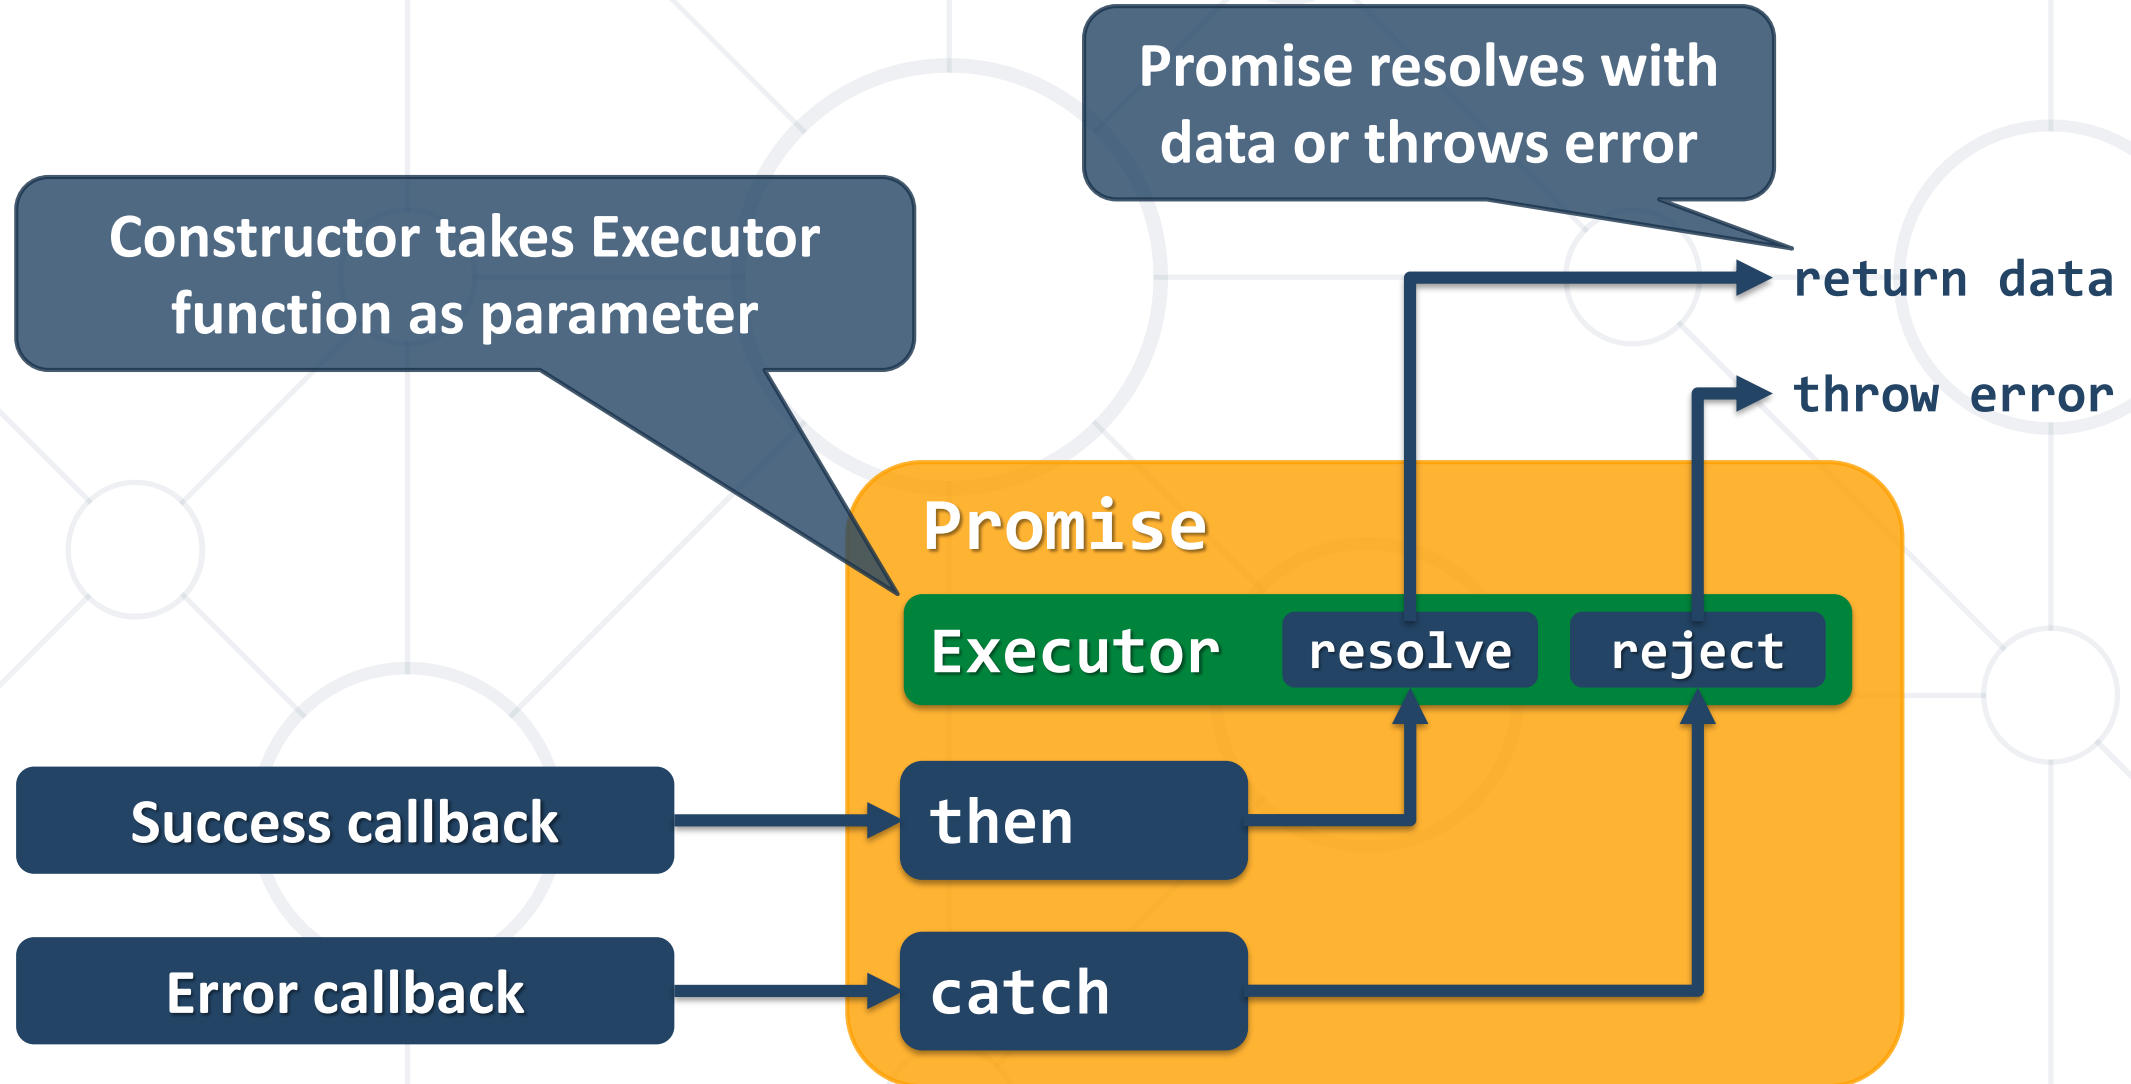 Promise resolves with
data or throws error
Constructor takes Executor
function as parameter
return data
throw error
Promise
Executor resolve reject
Success callback
then
Error callback
catch